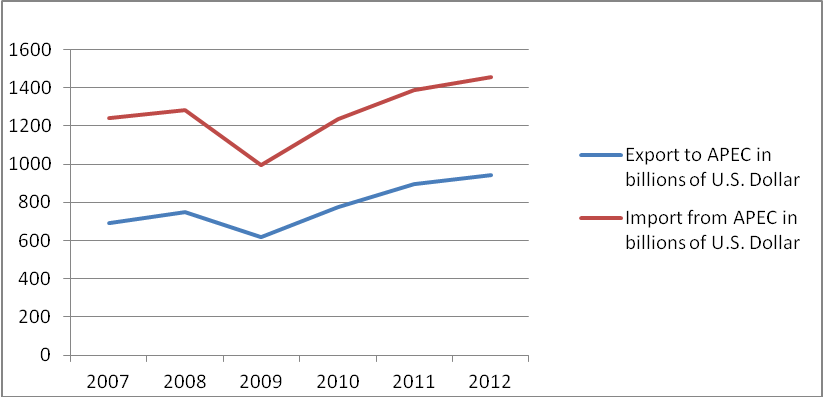 1600
1400
1200
1000
800
600
400
200
0
2007 2008 2009 2010 2011 2012
Export to APEC in
billions of U.S. Dollar
Import from APEC in
billions of U.S. Dollar